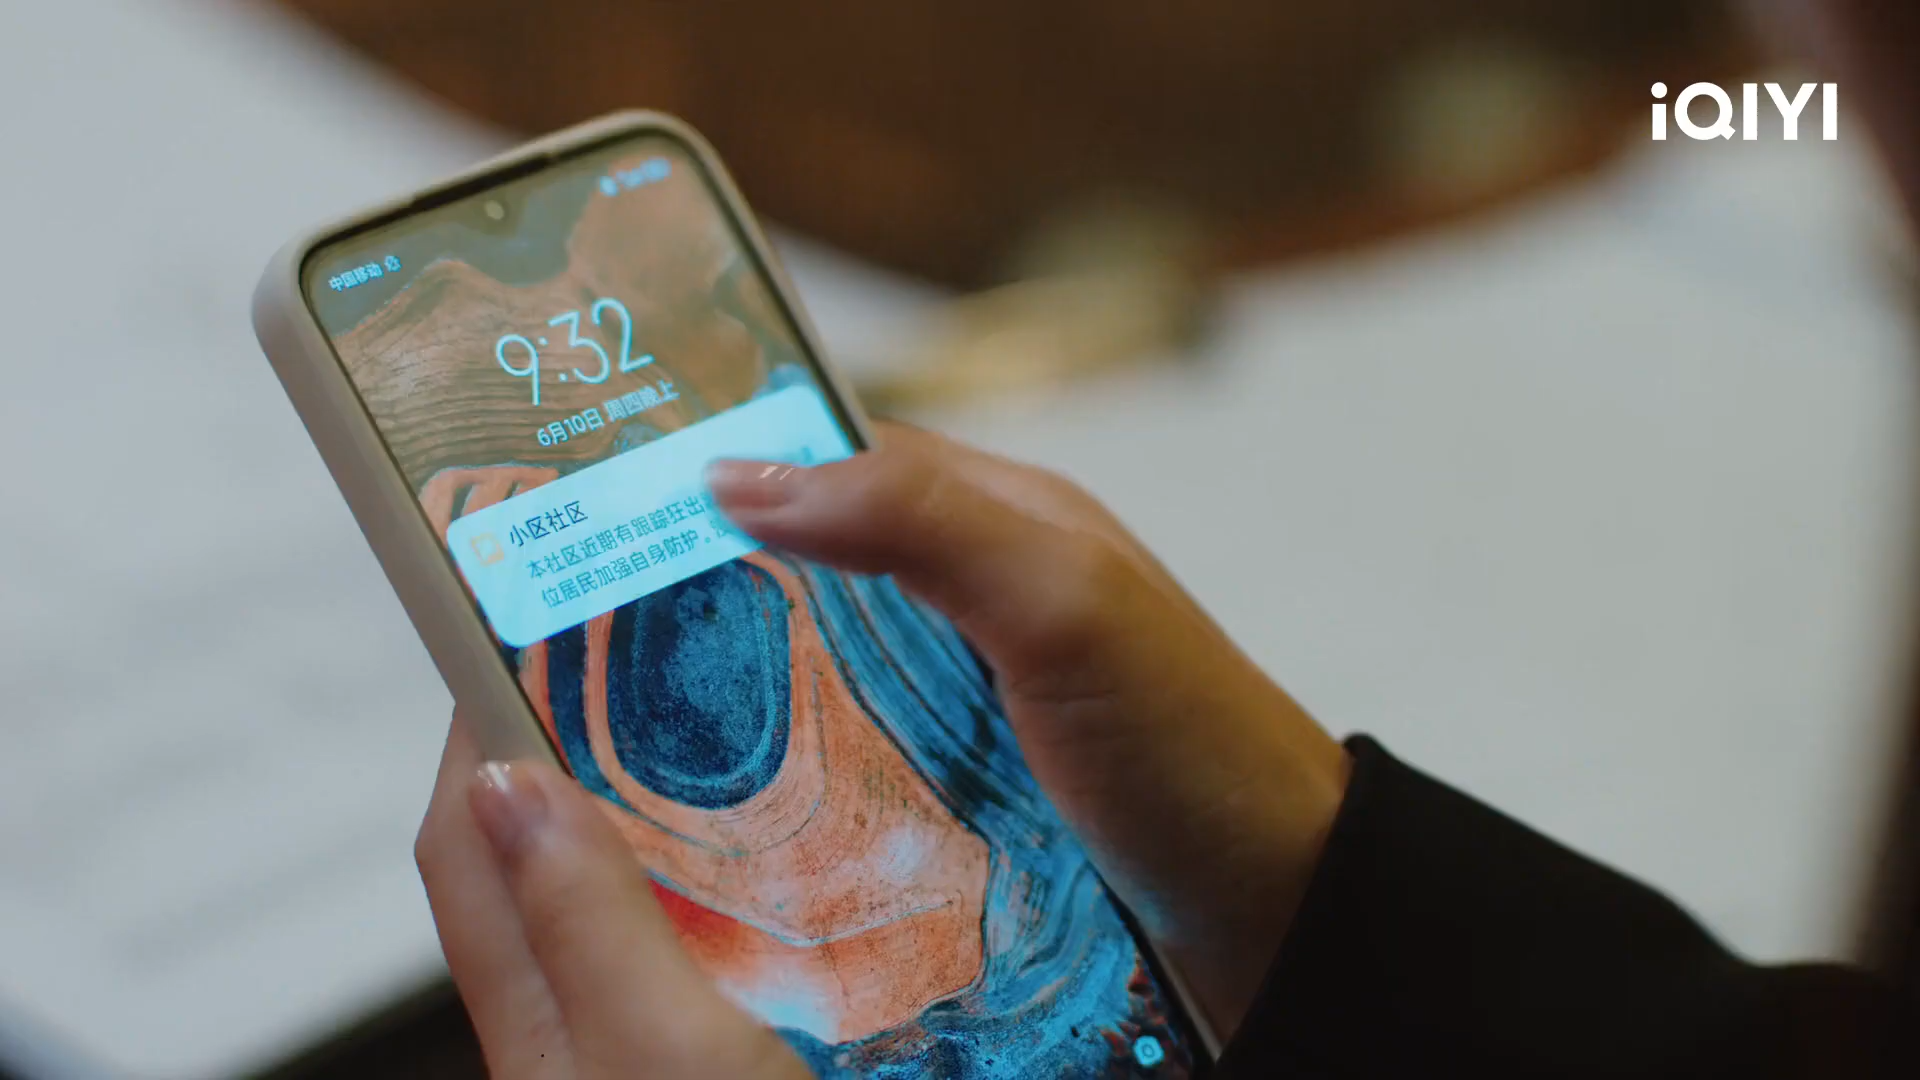 iQIYI
中国移动
9:32
6月10日 周四晚上
小区社区
本社区近期有跟踪狂出
位居民加强自身防护。